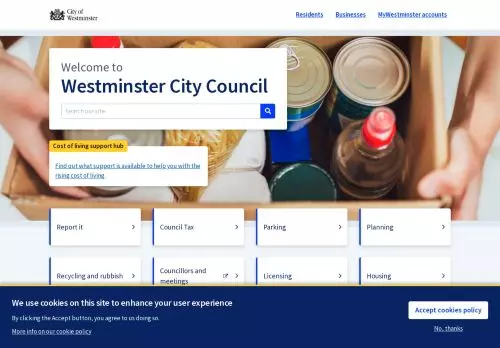 City of
Westminster
Residents
Businesses
MyWestminster accounts
Welcome to
Westminster City Council
Search our site
Cost of living support hub
Find out what support is available to help you with the
rising cost of living.
Report it
Council Tax
Parking
Planning
Recycling and rubbish
Councillors and
meetings
Licensing
Housing
We use cookies on this site to enhance your user experience
By clicking the Accept button, you agree to us doing so.
More info on our cookie policy
Accept cookies policy
No, thanks